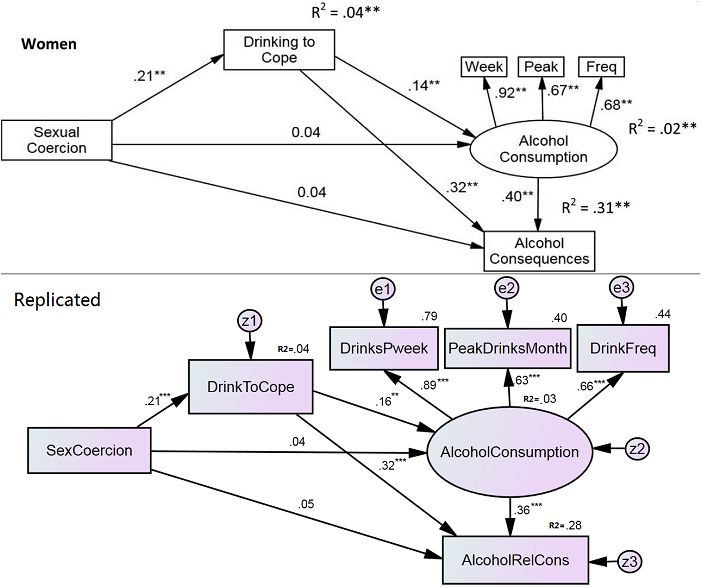 R² = .04**
Women
Drinking to
Cope
Week
Peak
Freq
.21**
.14**
.92**
.67**
.68**
R² = .02**
Sexual
Coercion
0.04
Alcohol
Consumption
0.04
.32**
.40**
R² = .31**
Alcohol
Consequences
Replicated
e1
e2
e3
z1
.79
.40
.44
R2=.04
DrinksPweek
PeakDrinksMonth
DrinkFreq
DrinkToCope
.21***
.16**
.89***
.63***
.66***
R2=.03
SexCoercion
.04
AlcoholConsumption
z2
.32***
.05
.36***
R2=.28
AlcoholRelCons
z3